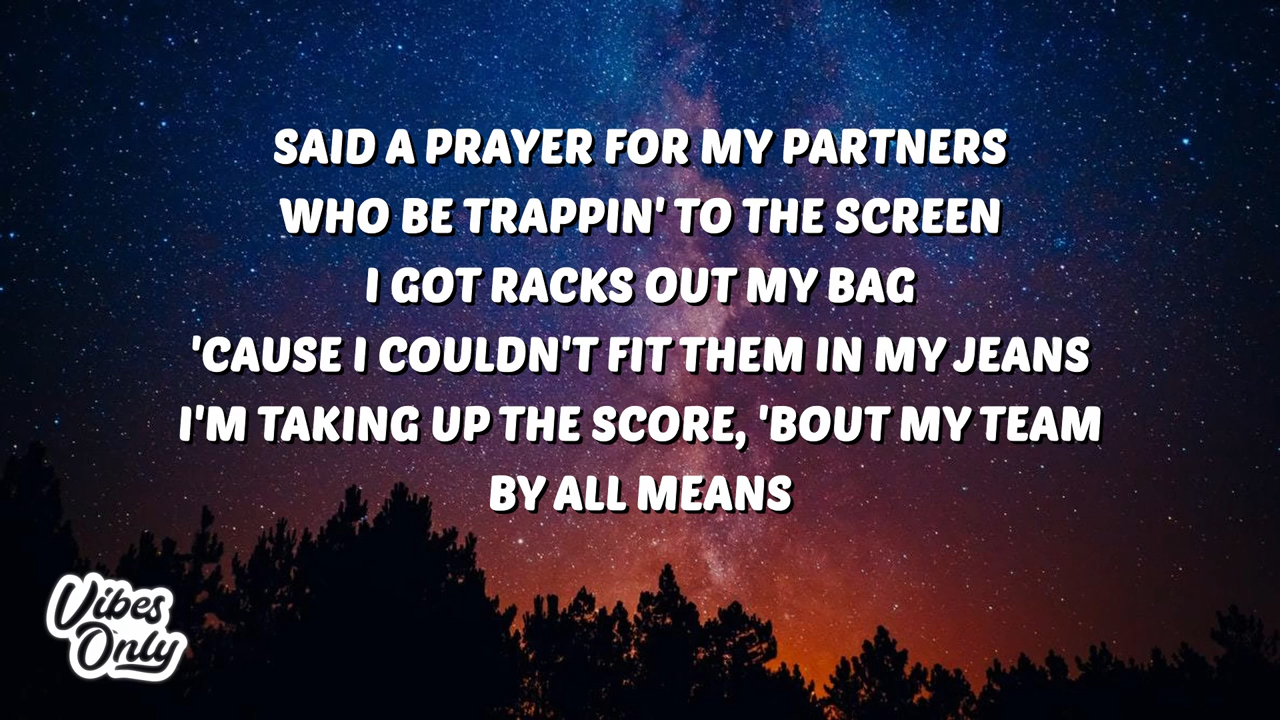 SAID A PRAYER FOR MY PARTNERS
WHO BE TRAPPIN' TO THE SCREEN
I GOT RACKS OUT MY BAG
'CAUSE I COULDN'T FIT THEM IN MY JEANS
I'M TAKING UP THE SCORE, 'BOUT MY TEAM
BY ALL MEANS
Vibes
Only